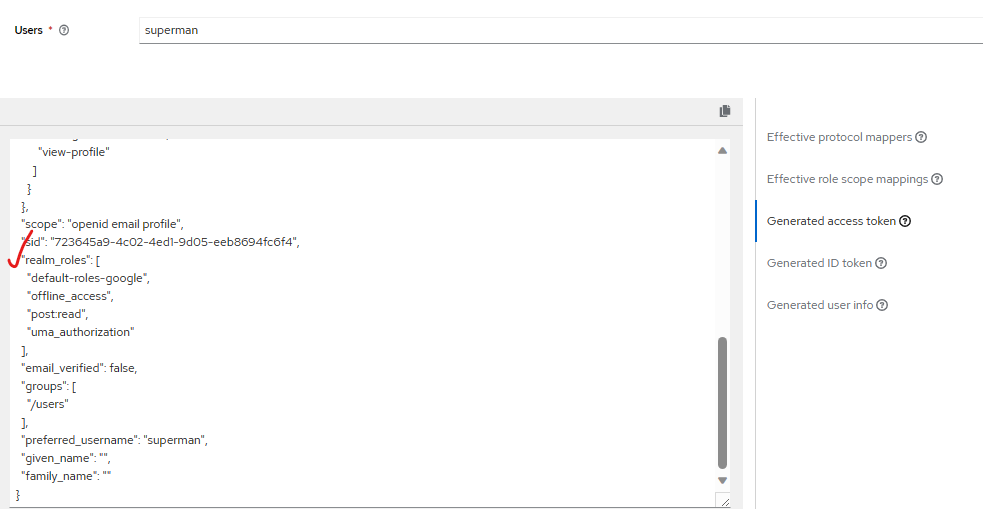 Users *
superman
"view-profile"
]
}
},
"scope": "openid email profile",
"sid": "723645a9-4c02-4ed1-9d05-eeb8694fc6f4",
"realm_roles": [
"default-roles-google",
"offline_access",
"post:read",
"uma_authorization"
],
"email_verified": false,
"groups": [
"/users"
],
"preferred_username": "superman",
"given_name": "",
"family_name": ""
}
Effective protocol mappers
Effective role scope mappings
Generated access token
Generated ID token
Generated user info